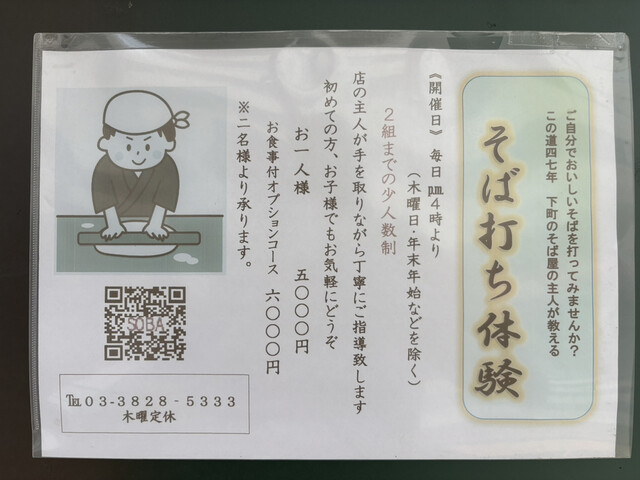 ご自分でおいしいそばを打ってみませんか？
この道四七年　下町のそば屋の主人が教える
そば打ち体験
《開催日》　毎日㏘４時より
（木曜日・年末年始などを除く）
２組までの少人数制
店の主人が手を取りながら丁寧にご指導致します
初めての方、お子様でもお気軽にどうぞ
お一人様　五〇〇〇円
お食事付オプションコース　六〇〇〇円
※二名様より承ります。
SOBA
℡０３-３８２８-５３３３
木曜定休